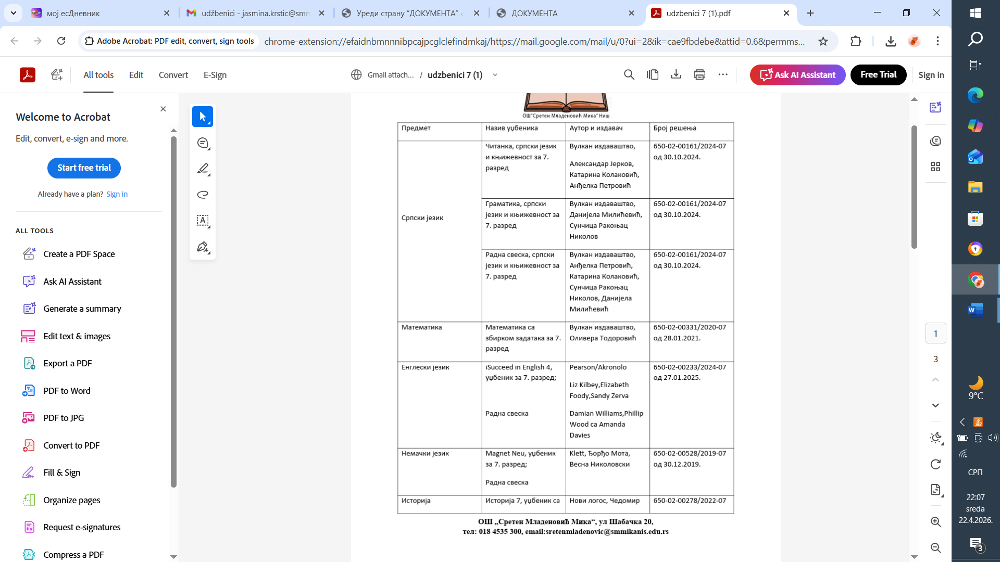 мој есДневник
udžbenici - jasmina.krstic@smm
Уреди страну “ДОКУМЕНТА” ‹
ДОКУМЕНТА
udzbenici 7 (1).pdf
Adobe Acrobat: PDF edit, convert, sign tools
chrome-extension://efaidnbmnnnibpcajpcglclefindmkaj/https://mail.google.com/mail/u/0?ui=2&ik=cae9fbdebe&attid=0.6&permms...
All tools
Edit
Convert
E-Sign
Gmail attach... / udzbenici 7 (1)
Ask AI Assistant
Free Trial
Sign in
Welcome to Acrobat
Edit, convert, e-sign and more.
Start free trial
Already have a plan? Sign in
ALL TOOLS
Create a PDF Space
Ask AI Assistant
Generate a summary
Edit text & images
Export a PDF
PDF to Word
PDF to JPG
Convert to PDF
Fill & Sign
Organize pages
Request e-signatures
Compress a PDF
ОШ"Сретен Младеновић Мика" Ниш
Предмет
Назив уџбеника
Аутор и издавач
Број решења
Српски језик
Читанка, српски језик
и књижевност за 7.
разред
Вулкан издаваштво,
Александар Јерков,
Катарина Колаковић,
Анђелка Петровић
650-02-00161/2024-07
од 30.10.2024.
Граматика, српски
језик и књижевност за
7. разред
Вулкан издаваштво,
Данијела Милићевић,
Сунчица Ракоњац
Николов
650-02-00161/2024-07
од 30.10.2024.
Радна свеска, српски
језик и књижевност за
7. разред
Вулкан издаваштво,
Анђелка Петровић,
Катарина Колаковић,
Сунчица Ракоњац
Николов, Данијела
Милићевић
650-02-00161/2024-07
од 30.10.2024.
Математика
Математика са
збирком задатака за 7.
разред
Вулкан издаваштво,
Оливера Тодоровић
650-02-00331/2020-07
од 28.01.2021.
Енглески језик
iSucceed in English 4,
уџбеник за 7. разред;
Радна свеска
Pearson/Akronolo
Liz Kilbey,Elizabeth
Foody,Sandy Zerva
Damian Williams,Phillip
Wood са Amanda
Davies
650-02-00233/2024-07
од 27.01.2025.
Немачки језик
Magnet Neu, уџбеник
за 7. разред;
Радна свеска
Klett, Ђорђо Мота,
Весна Николовски
650-02-00528/2019-07
од 30.12.2019.
Историја
Историја 7, уџбеник са
Нови логос, Чедомир
650-02-00278/2022-07
ОШ „Сретен Младеновић Мика“, ул Шабачка 20,
тел: 018 4535 300, email:sretenmladenovic@smmikanis.edu.rs
1
3
9°C
СРП
22:07
sreda
22.4.2026.
3